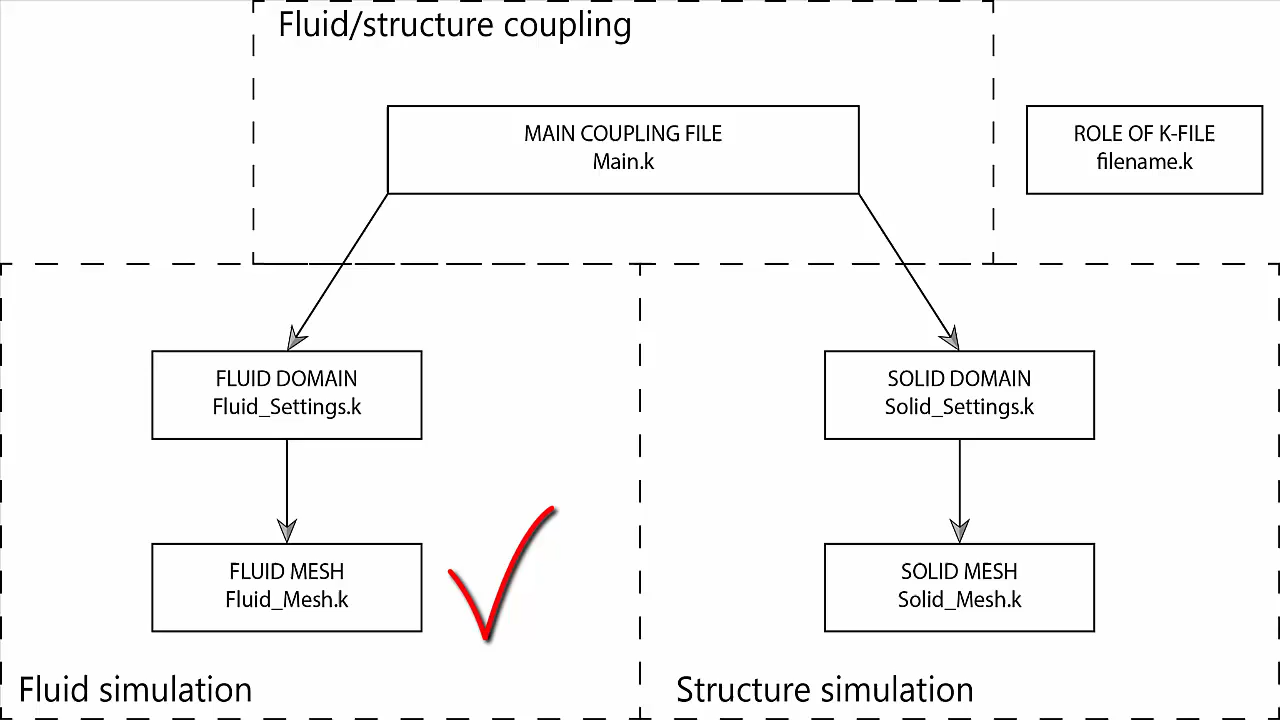 Fluid/structure coupling
MAIN COUPLING FILE
Main.k
ROLE OF K-FILE
filename.k
FLUID DOMAIN
Fluid_Settings.k
SOLID DOMAIN
Solid_Settings.k
FLUID MESH
Fluid_Mesh.k
SOLID MESH
Solid_Mesh.k
Fluid simulation
Structure simulation